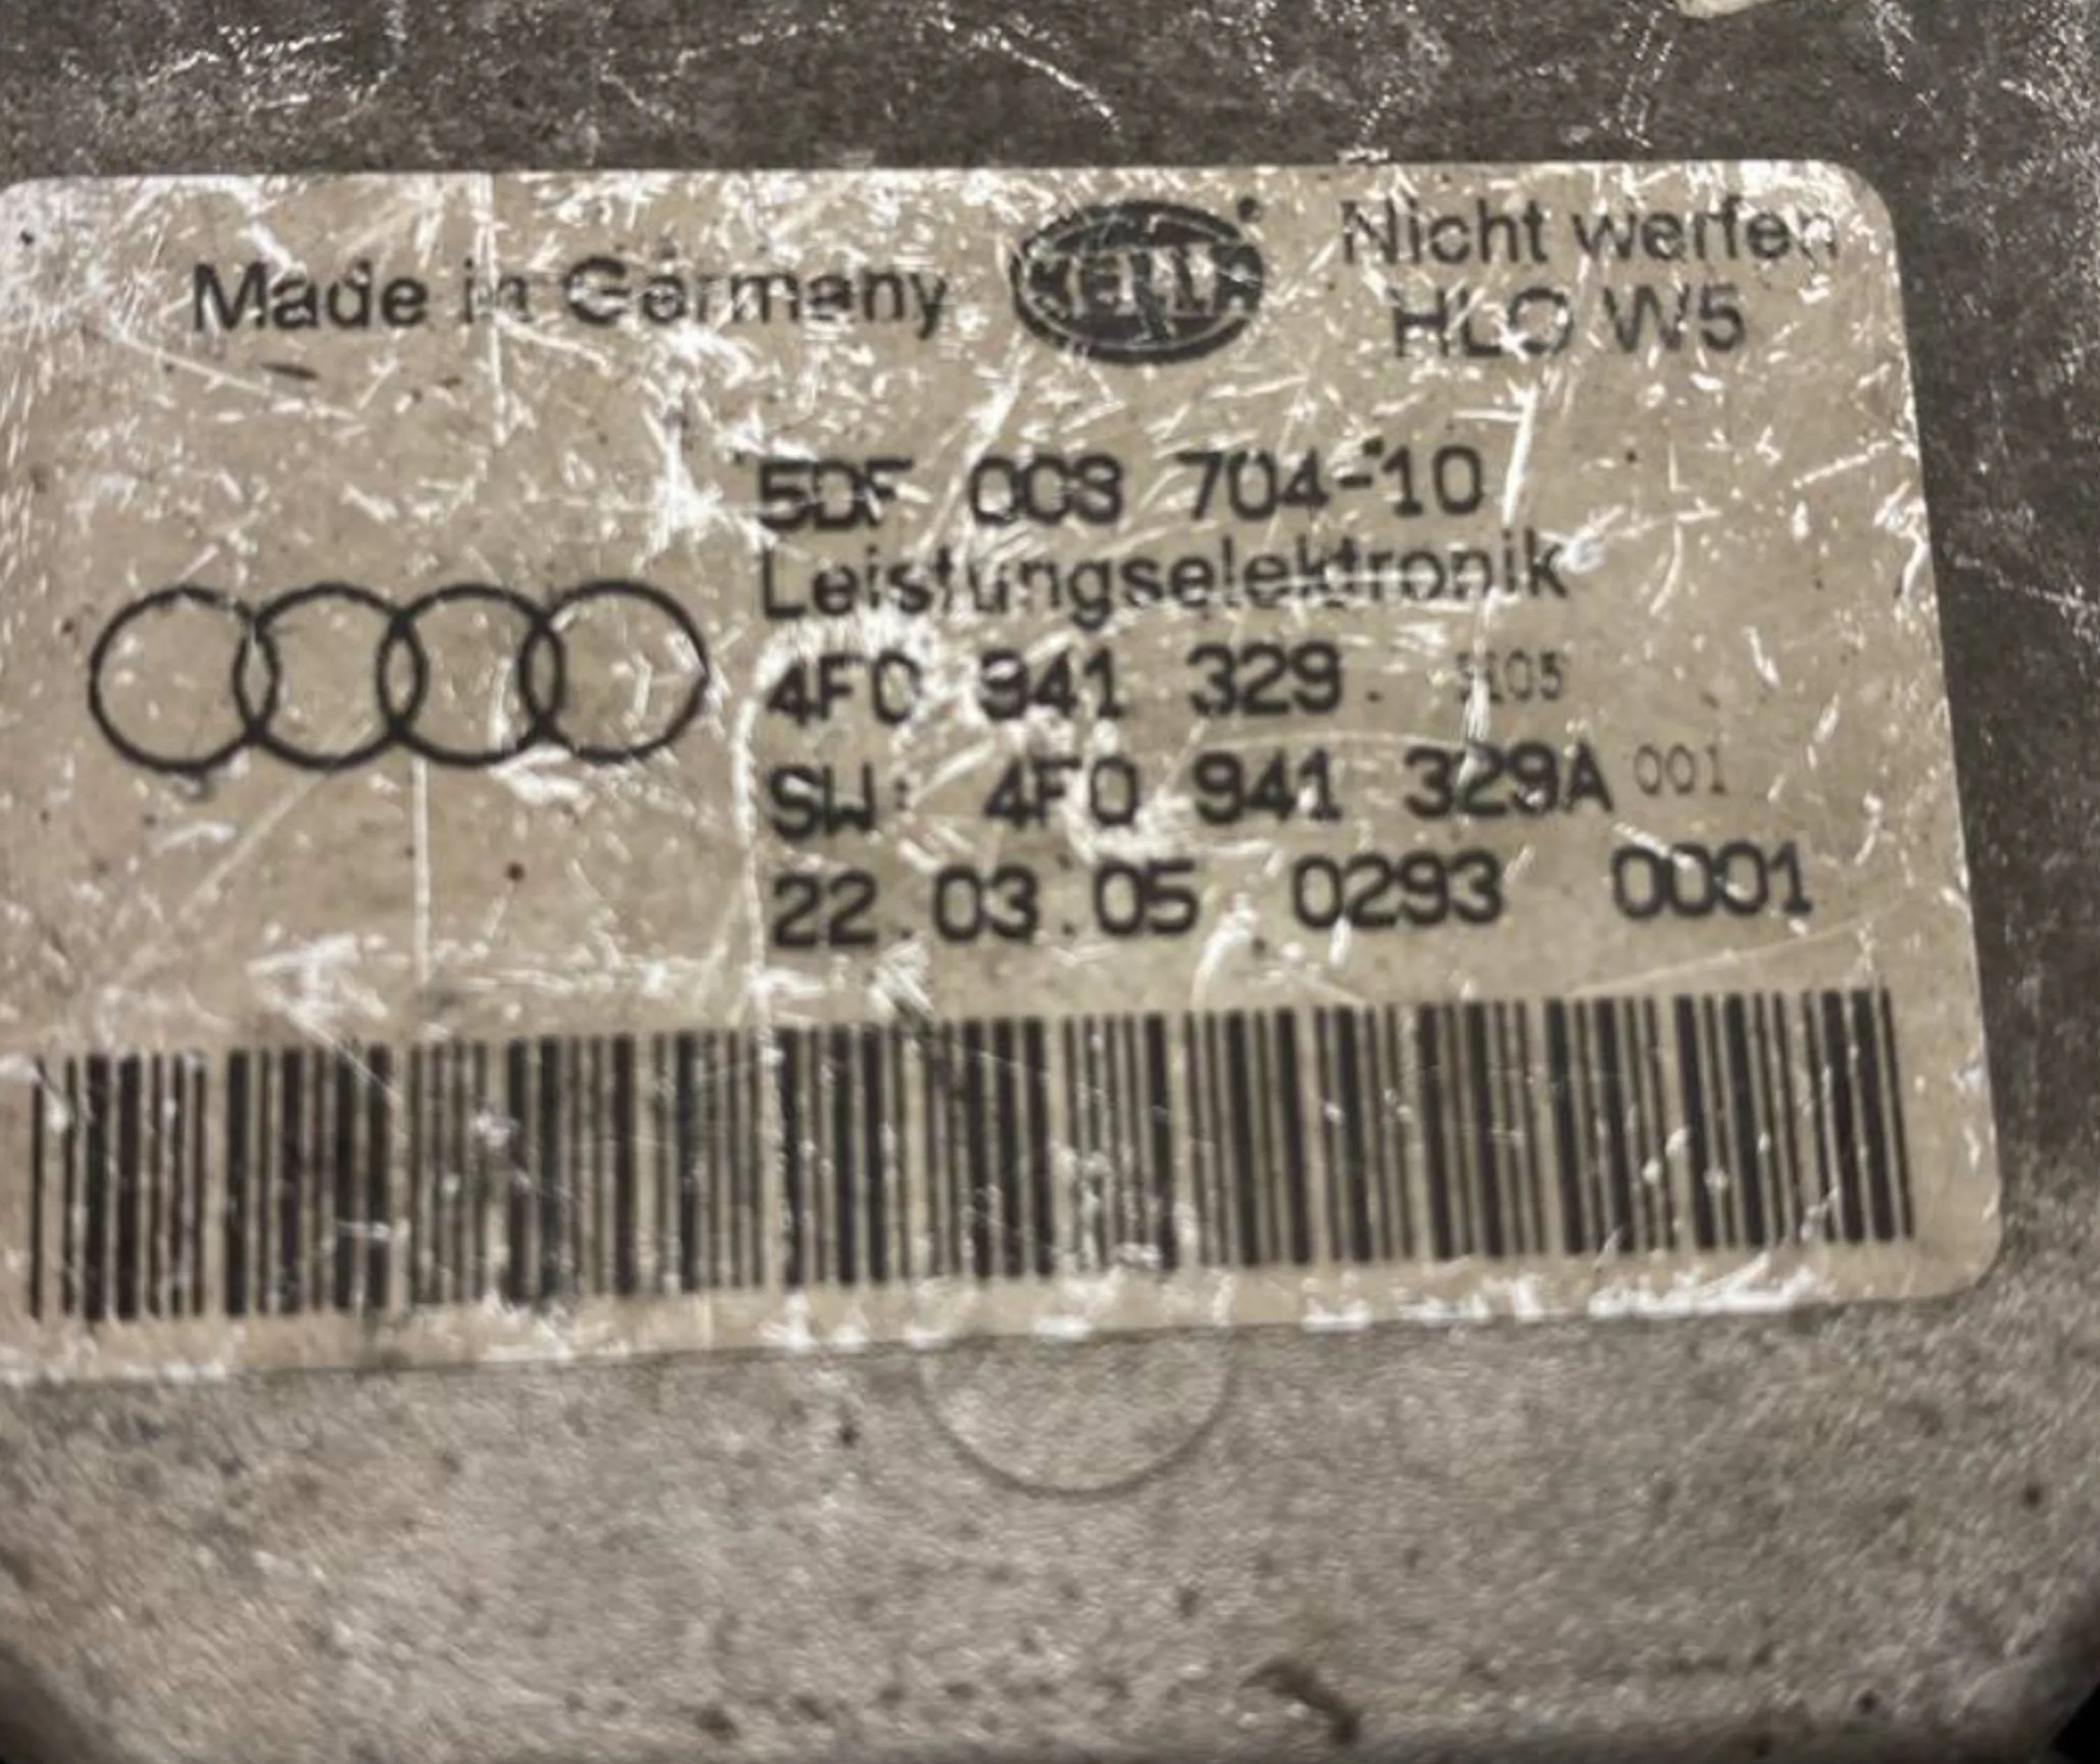 Made in Germany
HELLA
Nicht werfen
HLO W5
5DF 008 704-10
Leistungselektronik
4F0 941 329
SW: 4F0 941 329A 001
22.03.05 0293 0001